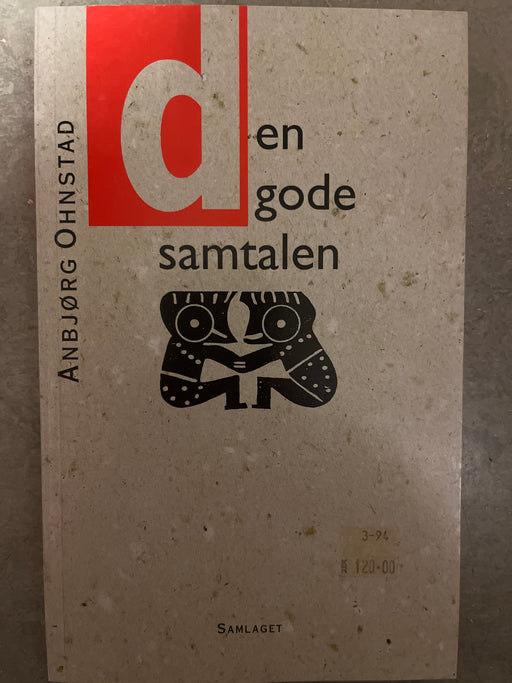 den
gode
samtalen
ANBJØRG OHNSTAD
3-94
120.00
SAMLAGET